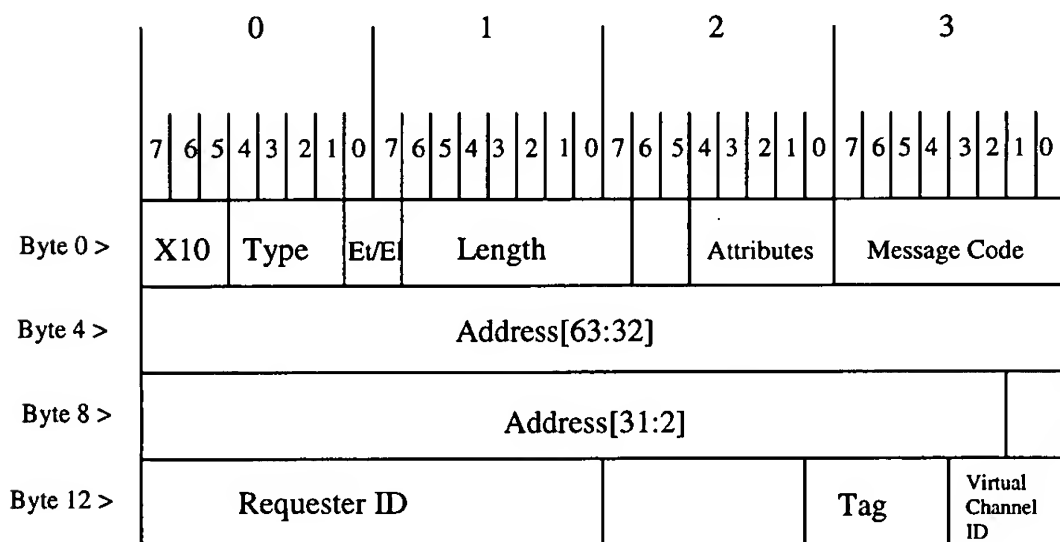 0 1 2 3
7 6 5 4 3 2 1 0 7 6 5 4 3 2 1 0 7 6 5 4 3 2 1 0 7 6 5 4 3 2 1 0
Byte 0 > X10 Type Et/El Length Attributes Message Code
Byte 4 > Address[63:32]
Byte 8 > Address[31:2]
Byte 12 > Requester ID Tag Virtual
Channel
ID